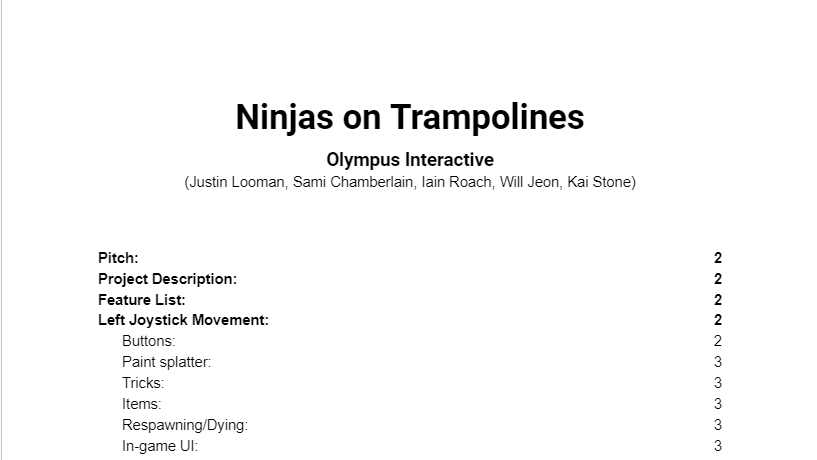 Ninjas on Trampolines
Olympus Interactive
(Justin Looman, Sami Chamberlain, Iain Roach, Will Jeon, Kai Stone)
Pitch: 2
Project Description: 2
Feature List: 2
Left Joystick Movement: 2
Buttons: 2
Paint splatter: 3
Tricks: 3
Items: 3
Respawning/Dying: 3
In-game UI: 3